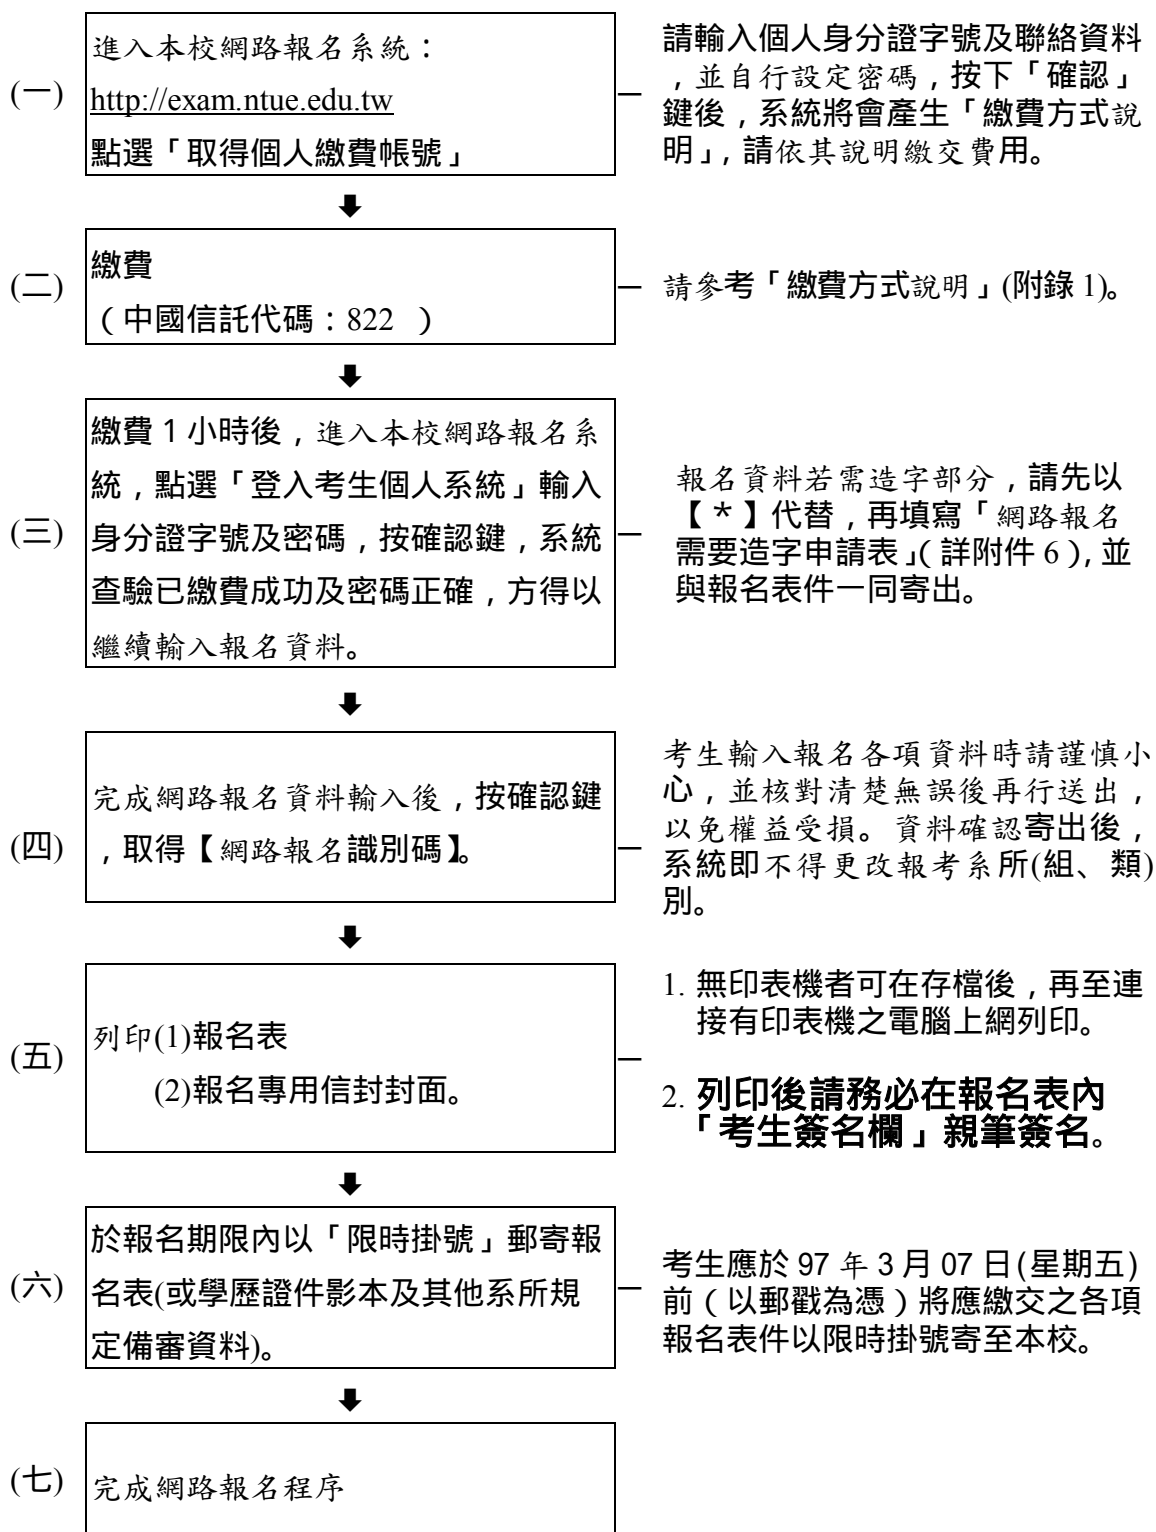 (一)
進入本校網路報名系統：
http://exam.ntue.edu.tw
點選「取得個人繳費帳號」
請輸入個人身分證字號及聯絡資料
，並自行設定密碼，按下「確認」
鍵後，系統將會產生「繳費方式說
明」，請依其說明繳交費用。
(二)
繳費
（中國信託代碼：822 ）
請參考「繳費方式說明」(附錄 1)。
(三)
繳費 1 小時後，進入本校網路報名系
統，點選「登入考生個人系統」輸入
身分證字號及密碼，按確認鍵，系統
查驗已繳費成功及密碼正確，方得以
繼續輸入報名資料。
報名資料若需造字部分，請先以
【＊】代替，再填寫「網路報名
需要造字申請表」（詳附件 6），並
與報名表件一同寄出。
(四)
完成網路報名資料輸入後，按確認鍵
，取得【網路報名識別碼】。
考生輸入報名各項資料時請謹慎小
心，並核對清楚無誤後再行送出，
以免權益受損。資料確認寄出後，
系統即不得更改報考系所(組、類)
別。
(五)
列印(1)報名表
(2)報名專用信封封面。
1. 無印表機者可在存檔後，再至連
接有印表機之電腦上網列印。
2. 列印後請務必在報名表內
「考生簽名欄」親筆簽名。
(六)
於報名期限內以「限時掛號」郵寄報
名表(或學歷證件影本及其他系所規
定備審資料)。
考生應於 97 年 3 月 07 日(星期五)
前（以郵戳為憑）將應繳交之各項
報名表件以限時掛號寄至本校。
(七)
完成網路報名程序